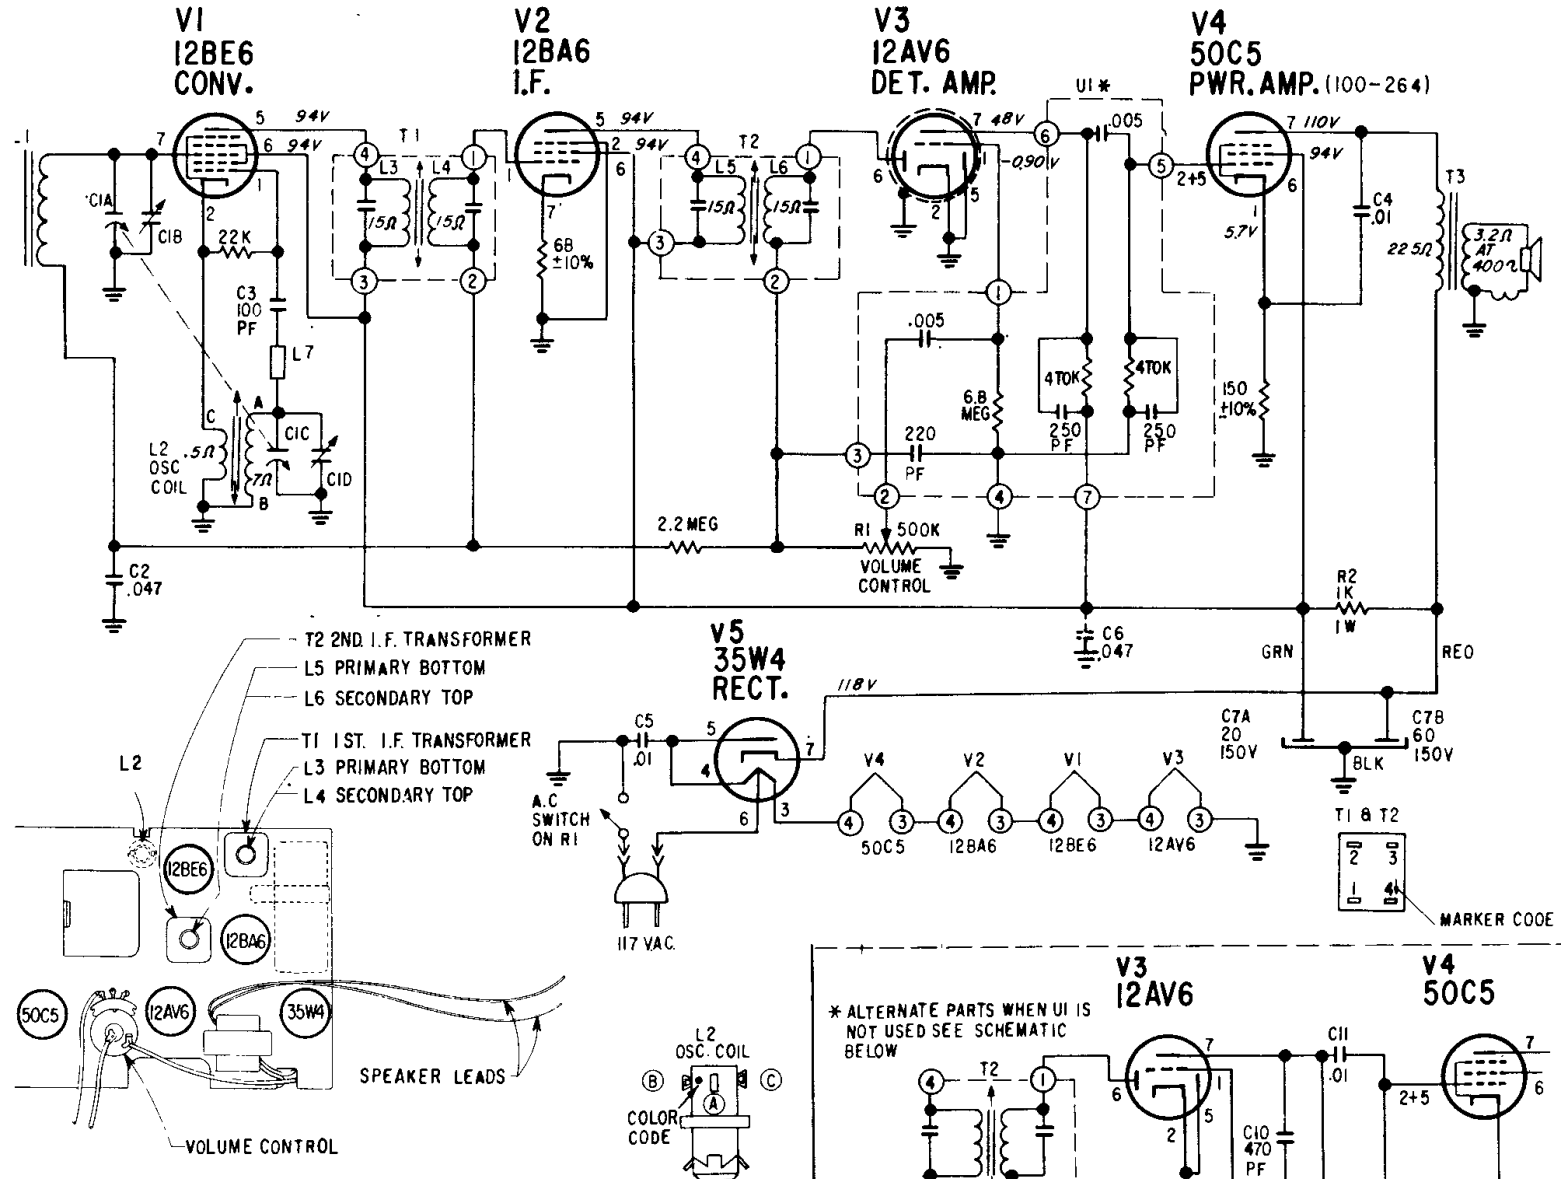 V1
12BE6
CONV.
V2
12BA6
I.F.
V3
12AV6
DET. AMP.
V4
50C5
PWR. AMP. (100-264)
U1 *
5 94V
7 6 94V
1
2
C1A
C1B
22K
C3
100
PF
L7
A
C
B
L2
OSC
COIL
.5Ω
7Ω
C1C
C1D
C2
.047
T1
4 1
L3 L4
15Ω 15Ω
3 2
5 94V
2 94V
6
7
68
±10%
T2
4 1
L5 L6
15Ω 15Ω
3 2
2.2 MEG
7 48V
1 -0.90V
6
2
5
6
.005
5
1
.005
6.8
MEG
470K
470K
250
PF
250
PF
3
220
PF
2 4 7
R1 500K
VOLUME
CONTROL
2+5
7 110V
94V
6
1
5.7V
150
±10%
C4
.01
T3
225Ω
3.2Ω
AT
400~
R2
1K
1W
GRN
RED
C6
.047
C7A
20
150V
C7B
60
150V
BLK
V5
35W4
RECT.
118V
C5
.01
5
4
7
6
3
A.C
SWITCH
ON R1
117 V.A.C.
V4 V2 V1 V3
4 3 4 3 4 3 4 3
50C5 12BA6 12BE6 12AV6
T1 & T2
2 3
1 4
MARKER CODE
T2 2ND. I.F. TRANSFORMER
L5 PRIMARY BOTTOM
L6 SECONDARY TOP
T1 1ST. I.F. TRANSFORMER
L3 PRIMARY BOTTOM
L4 SECONDARY TOP
L2
12BE6
12BA6
50C5
12AV6
35W4
SPEAKER LEADS
VOLUME CONTROL
L2
OSC. COIL
B C
A
COLOR
CODE
* ALTERNATE PARTS WHEN U1 IS
NOT USED SEE SCHEMATIC
BELOW
V3
12AV6
V4
50C5
T2
4 1
6
7
1
5
2
C10
470
PF
C11
.01
2+5
7
6